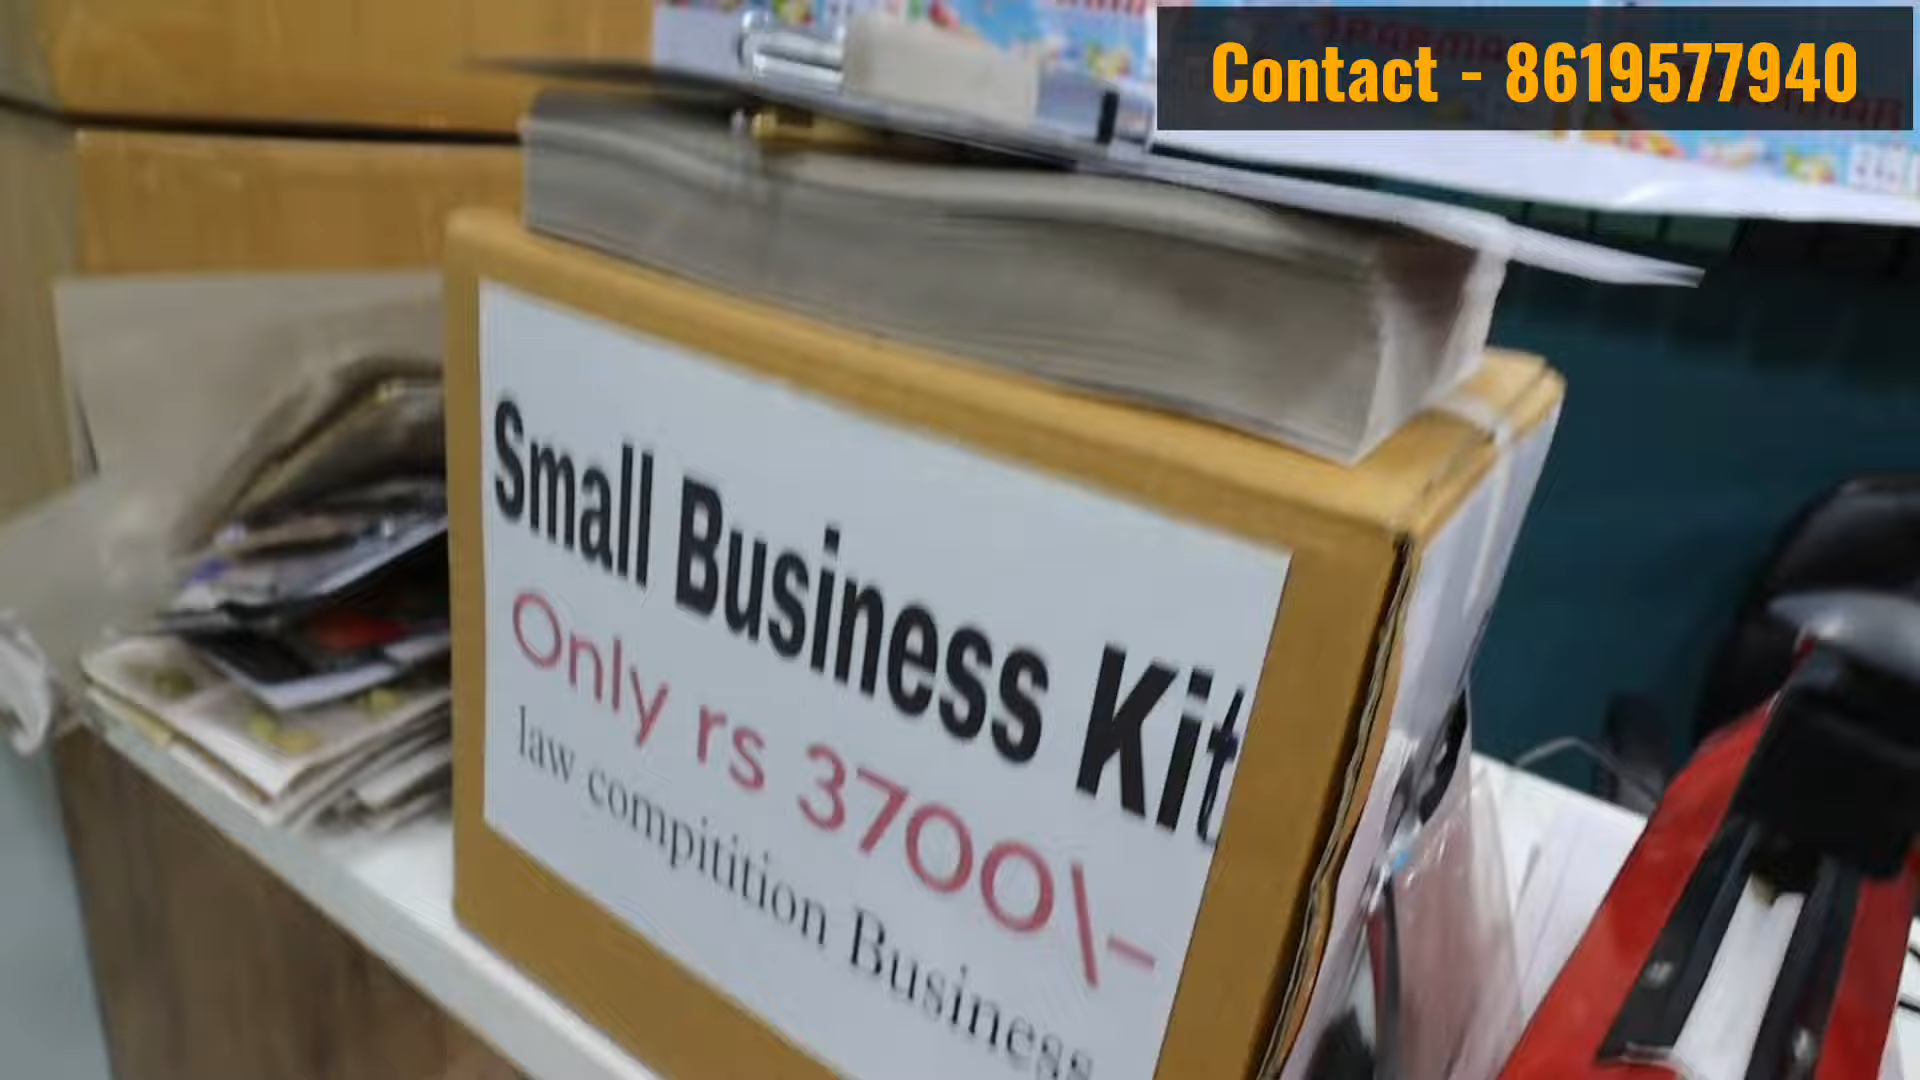 Contact - 8619577940
Small Business Kit
Only rs 3700\-
law compitition Business